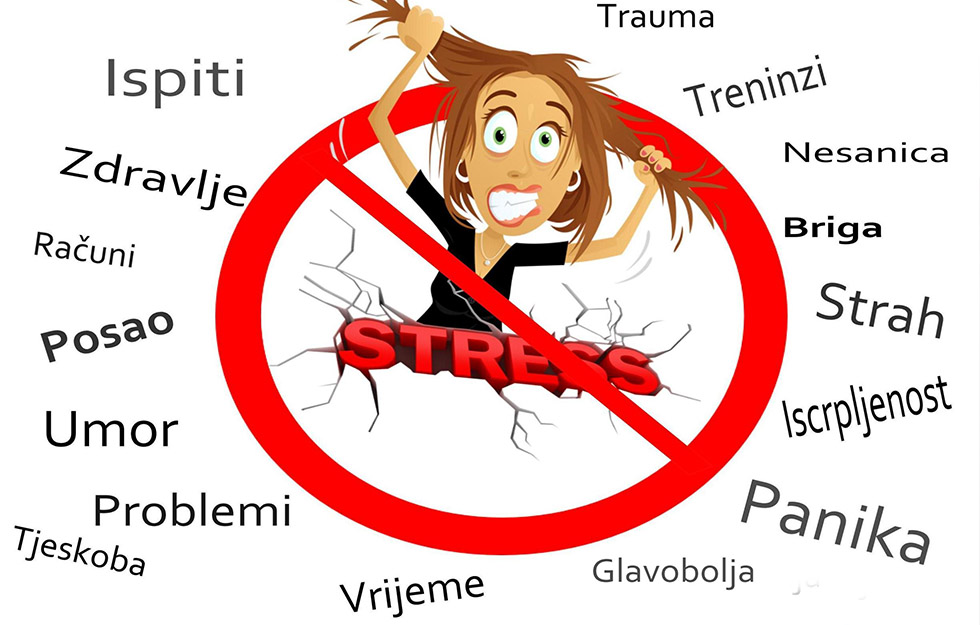 Trauma
Ispiti
Treninzi
Zdravlje
Nesanica
Briga
Računi
Strah
Posao
STRESS
Iscrpljenost
Umor
Problemi
Panika
Tjeskoba
Glavobolja
Vrijeme